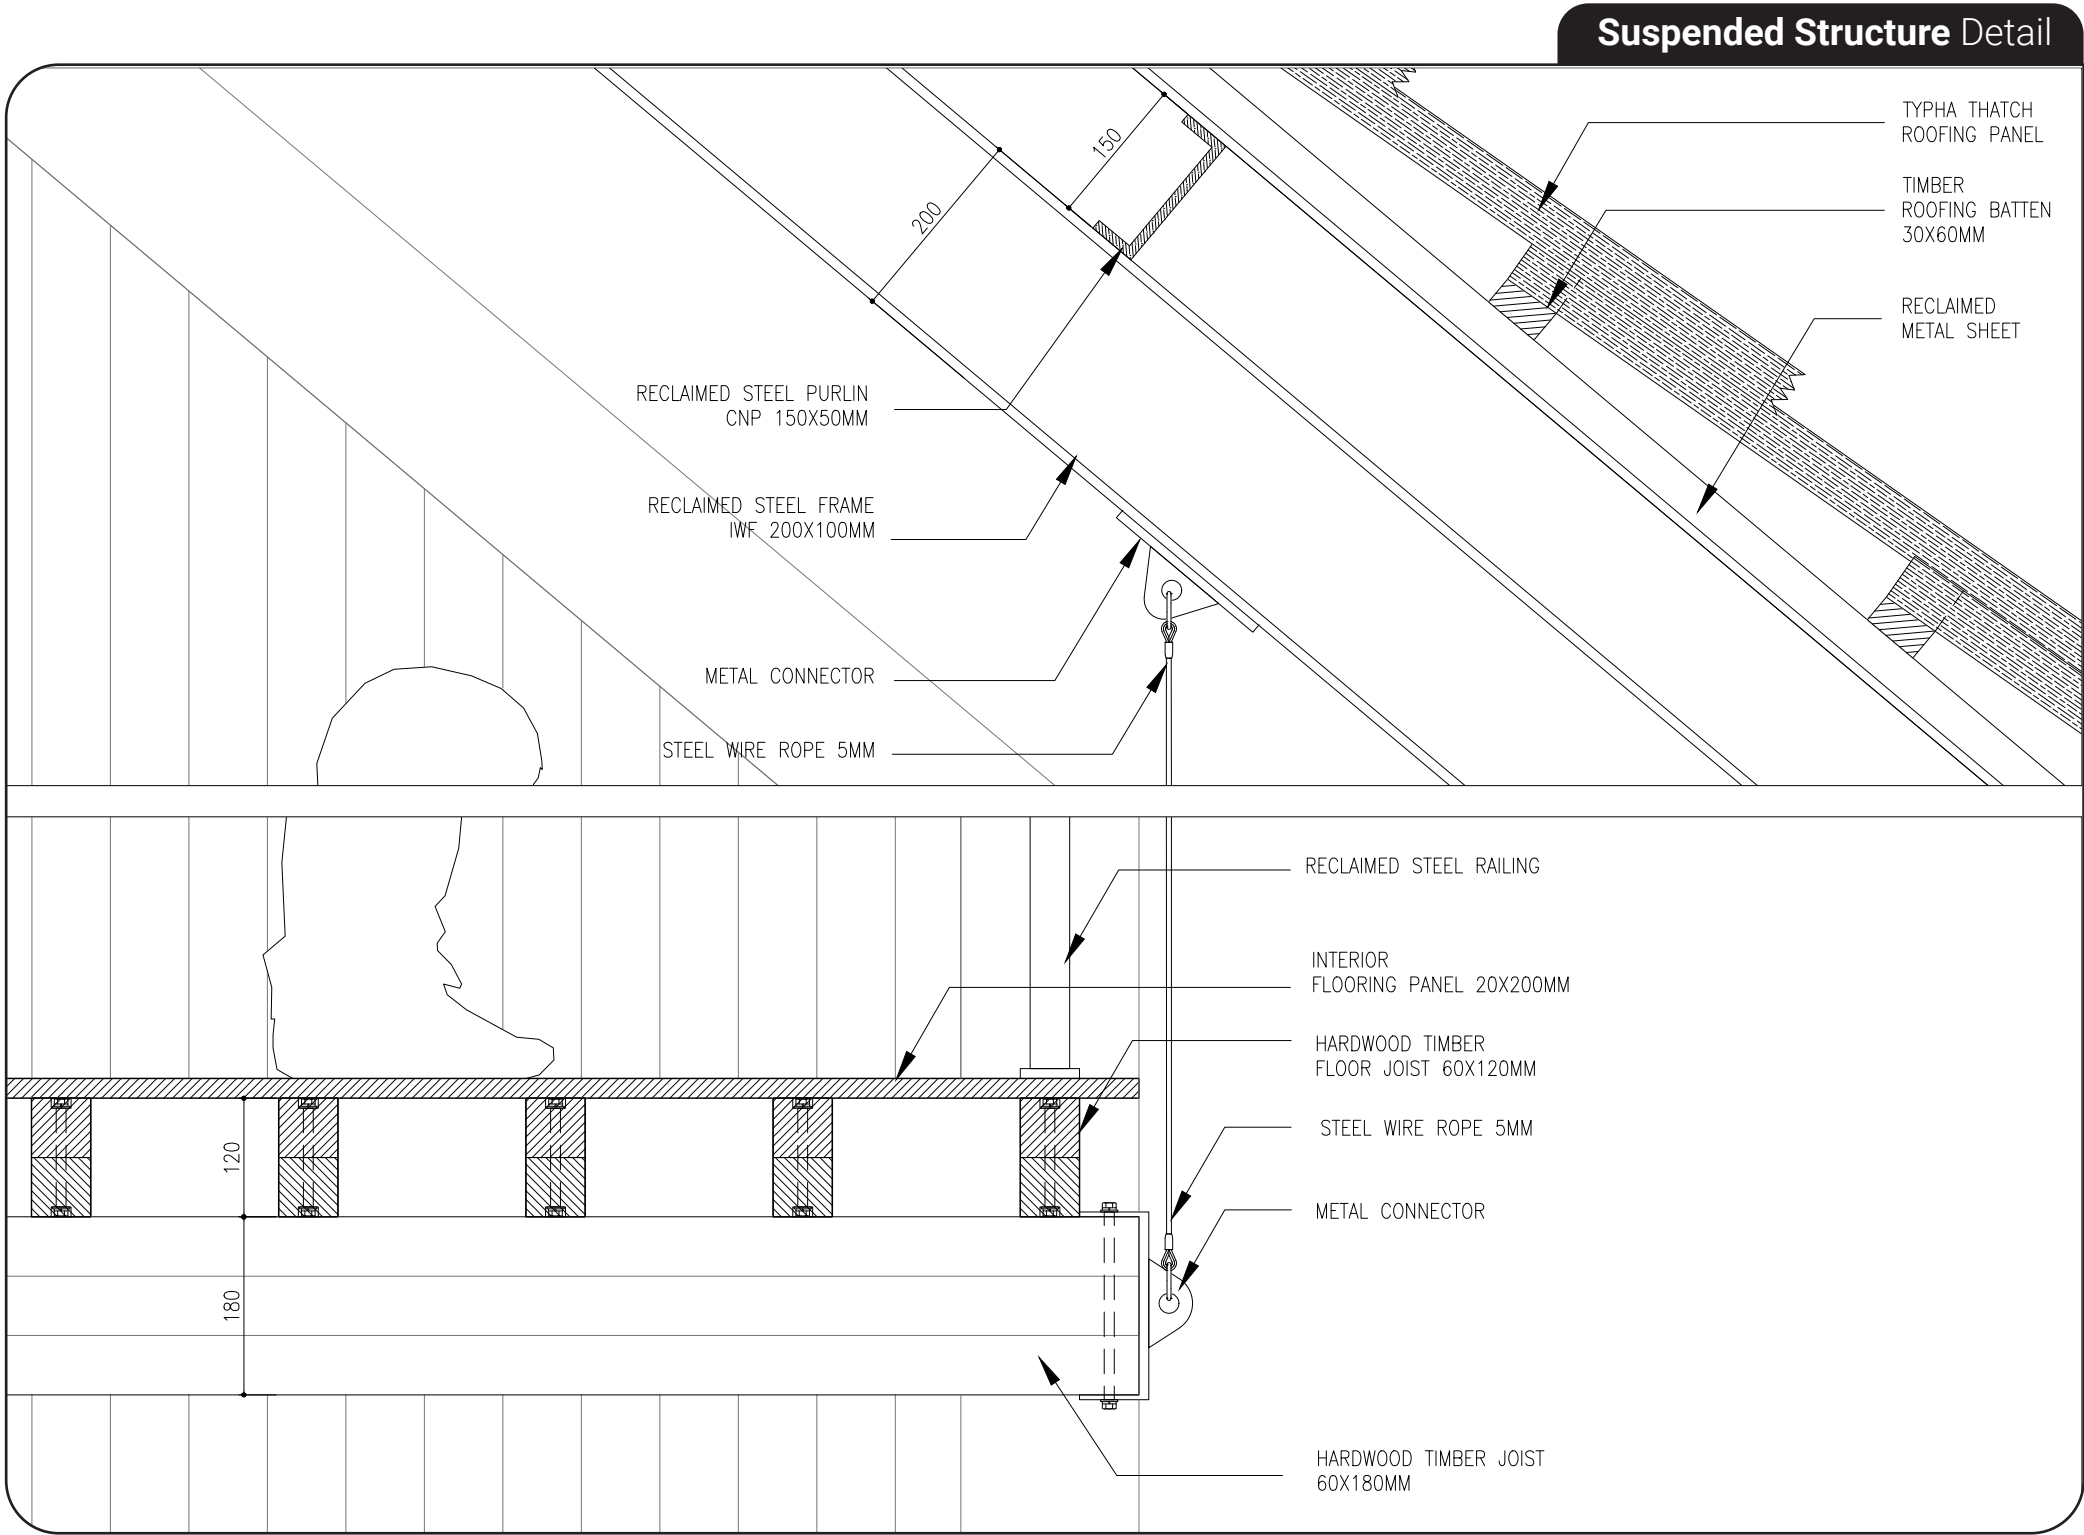 Suspended Structure Detail
TYPHA THATCH
ROOFING PANEL
TIMBER
ROOFING BATTEN
30X60MM
RECLAIMED
METAL SHEET
150
200
RECLAIMED STEEL PURLIN
CNP 150X50MM
RECLAIMED STEEL FRAME
IWF 200X100MM
METAL CONNECTOR
STEEL WIRE ROPE 5MM
RECLAIMED STEEL RAILING
INTERIOR
FLOORING PANEL 20X200MM
HARDWOOD TIMBER
FLOOR JOIST 60X120MM
STEEL WIRE ROPE 5MM
METAL CONNECTOR
120
180
HARDWOOD TIMBER JOIST
60X180MM